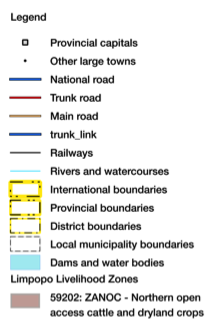 Legend
Provincial capitals
Other large towns
National road
Trunk road
Main road
trunk_link
Railways
Rivers and watercourses
International boundaries
Provincial boundaries
District boundaries
Local municipality boundaries
Dams and water bodies
Limpopo Livelihood Zones
59202: ZANOC - Northern open
access cattle and dryland crops